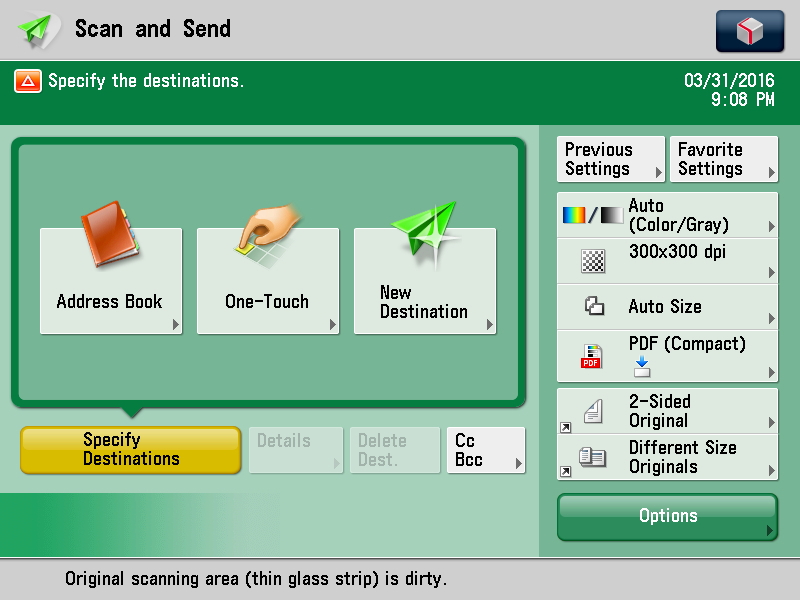 Scan and Send
Specify the destinations.
03/31/2016
9:08 PM
Address Book
One-Touch
New
Destination
Specify
Destinations
Details
Delete
Dest.
Cc
Bcc
Previous
Settings
Favorite
Settings
Auto
(Color/Gray)
300x300 dpi
Auto Size
PDF
PDF (Compact)
2-Sided
Original
Different Size
Originals
Options
Original scanning area (thin glass strip) is dirty.